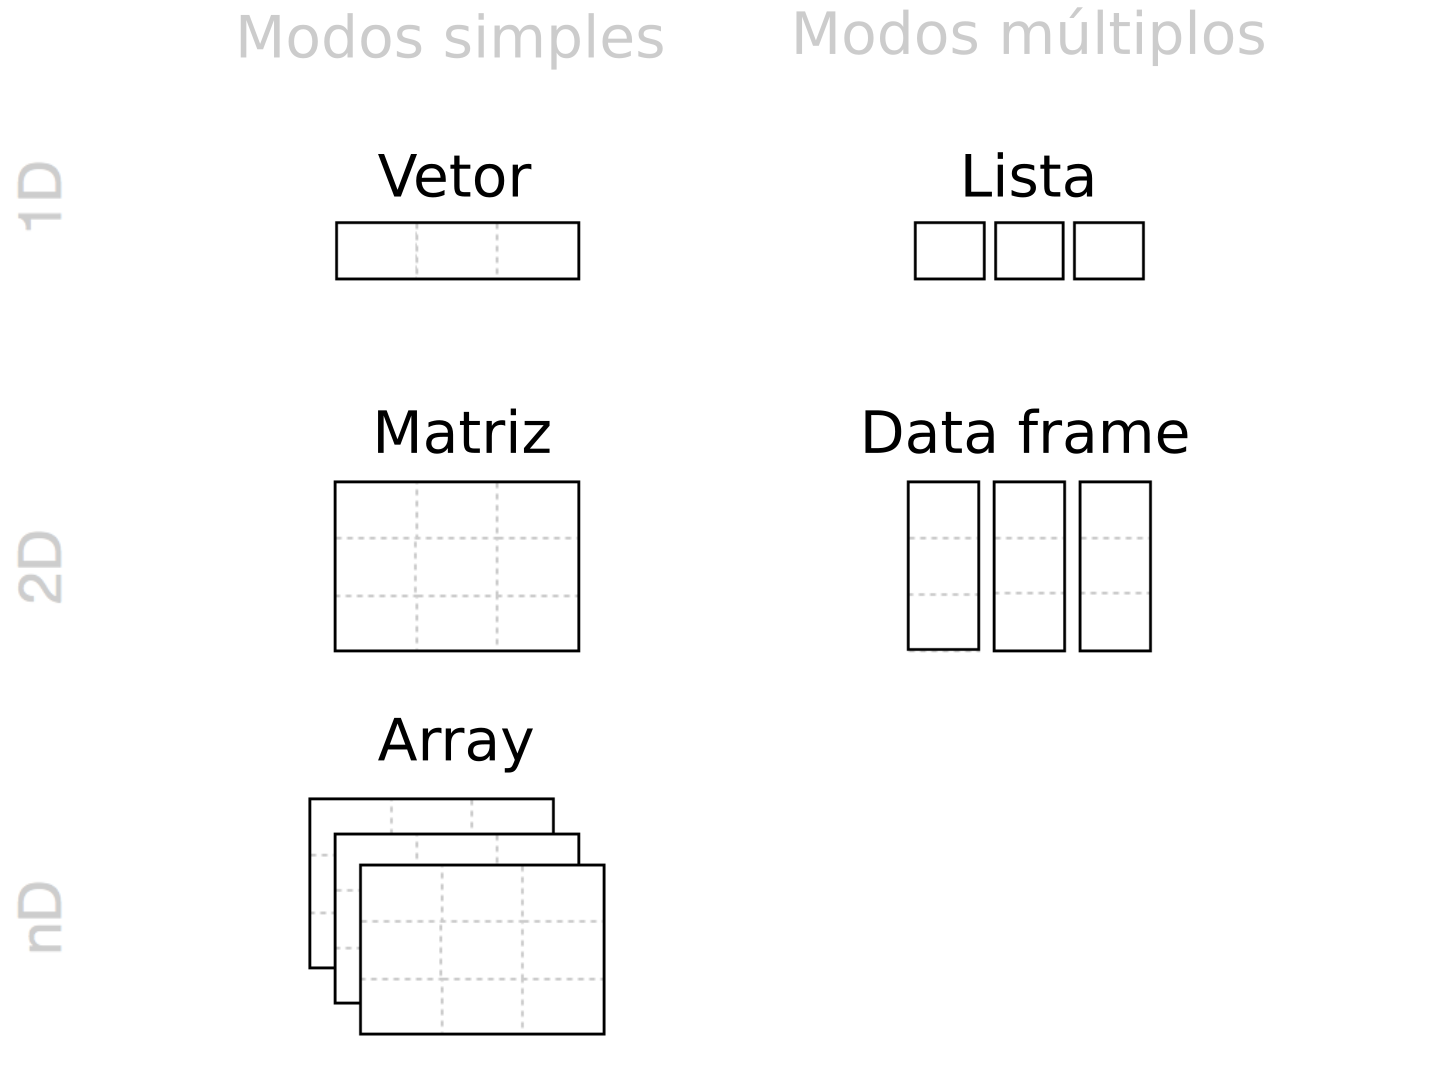 Modos simples
Modos múltiplos
1D
Vetor
Lista
2D
Matriz
Data frame
nD
Array